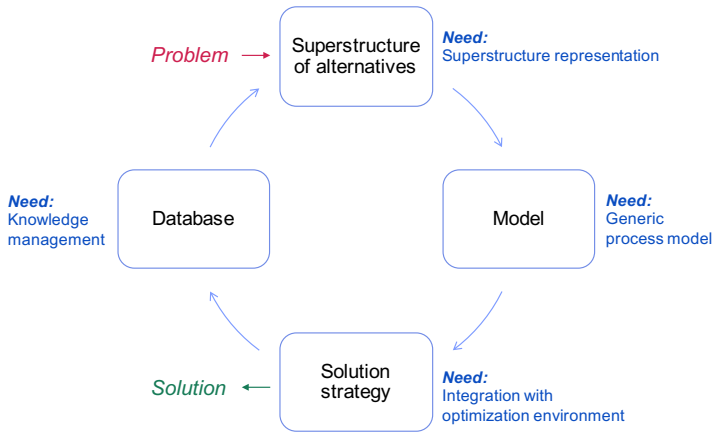 Problem
Superstructure
of alternatives
Need:
Superstructure representation
Need:
Knowledge
management
Database
Model
Need:
Generic
process model
Solution
Solution
strategy
Need:
Integration with
optimization environment